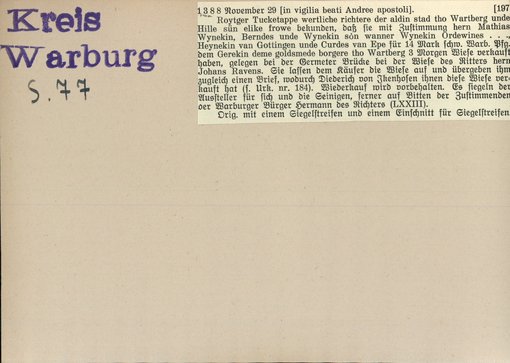 Kreis
Warburg
S. 77
1388 November 29 [in vigilia beati Andree apostoli]. [197
Roytger Tucketappe wertliche richtere der aldin stad tho Wartberg unde
Hille sün elike frowe bekunden, daß sie mit Zustimmung hern Mathias
Wynekin, Berndes unde Wynekin sön wanner Wynekin Ordewines . . .,
Heynekin van Gottingen unde Curdes van Epe für 14 Mark schw. Warb. Pfg.
dem Gerekin deme goldsmede borgere tho Wartberg 3 Morgen Wiese verkauft
haben, gelegen bei der Germeter Brücke bei der Wiese des Ritters hern
Johans Ravens. Sie lassen dem Käufer die Wiese auf und übergeben ihm
zugleich einen Brief, wodurch Diederich von Ikenhosen ihnen diese Wiese ver-
kauft hat (s. Urk. nr. 184). Wiederkauf wird vorbehalten. Es siegeln der
Aussteller für sich und die Seinigen, ferner auf Bitten der Zustimmenden
der Warburger Bürger Hermann des Richters (LXXIII).
Orig. mit einem Siegelstreifen und einem Einschnitt für Siegelstreifen.